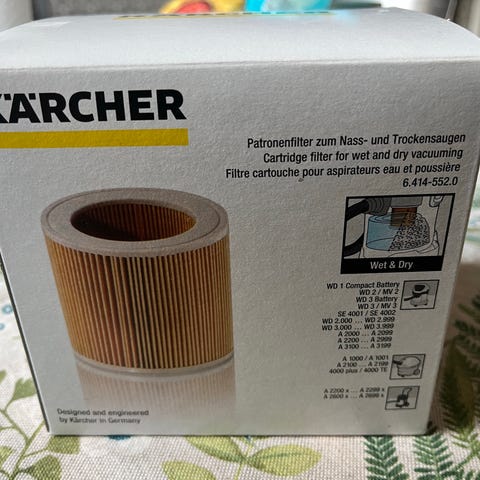 KÄRCHER
Patronenfilter zum Nass- und Trockensaugen
Cartridge filter for wet and dry vacuuming
Filtre cartouche pour aspirateurs eau et poussière
6.414-552.0
Wet & Dry
WD 1 Compact Battery
WD 2 / MV 2
WD 3 Battery
WD 3 / MV 3
SE 4001 / SE 4002
WD 2.000 ... WD 2.999
WD 3.000 ... WD 3.999
A 2000 ... A 2099
A 2200 ... A 2999
A 3100 ... A 3199
A 1000 / A 1001
A 2100 ... A 2199
4000 plus / 4000 TE
A 2200 x ... A 2299 x
A 2600 x ... A 2699 x
Designed and engineered
by Kärcher in Germany